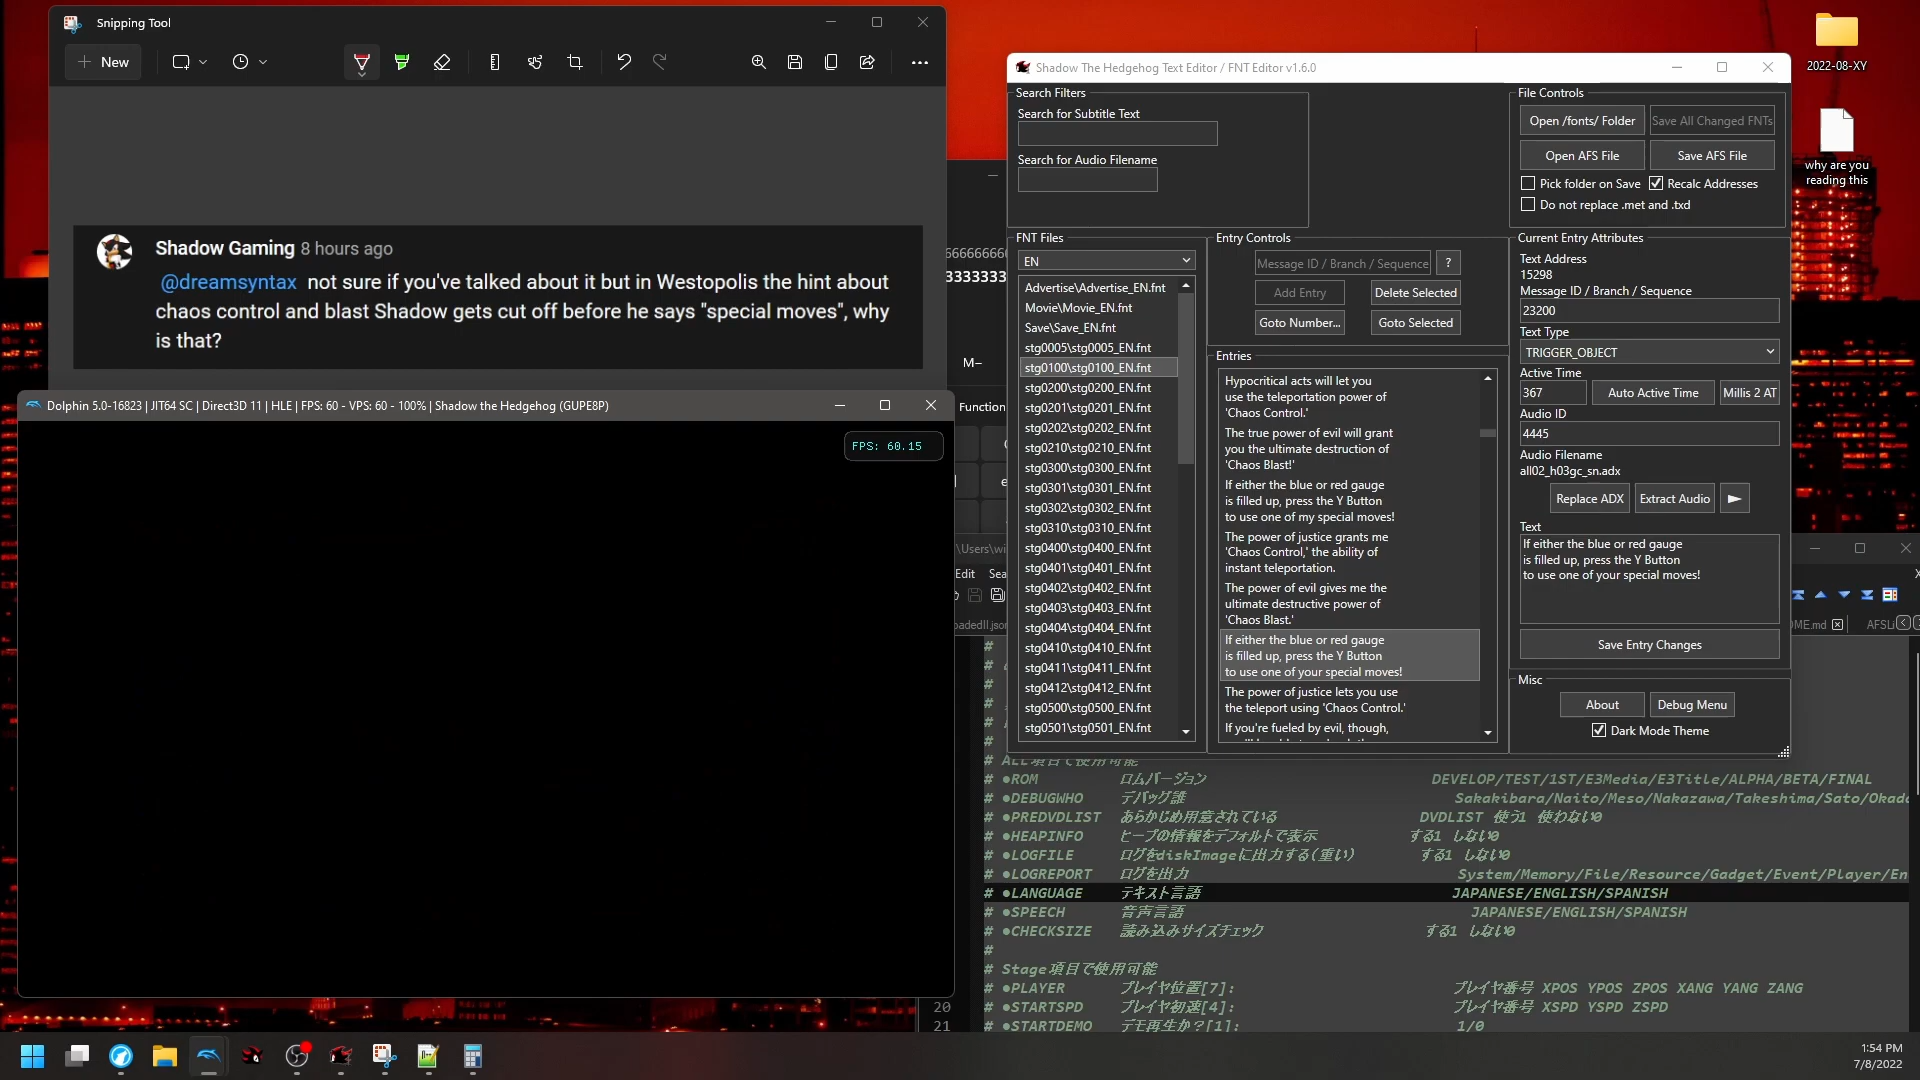 Snipping Tool
New
Shadow Gaming 8 hours ago
@dreamsyntax not sure if you've talked about it but in Westopolis the hint about
chaos control and blast Shadow gets cut off before he says "special moves", why
is that?
Dolphin 5.0-16823 | JIT64 SC | Direct3D 11 | HLE | FPS: 60 - VPS: 60 - 100% | Shadow the Hedgehog (GUPE8P)
FPS: 60.15
M-
Function
\Users\wi
Edit Sea
Shadow The Hedgehog Text Editor / FNT Editor v1.6.0
Search Filters
Search for Subtitle Text
Search for Audio Filename
File Controls
Open /fonts/ Folder
Save All Changed FNTs
Open AFS File
Save AFS File
Pick folder on Save
Recalc Addresses
Do not replace .met and .txd
FNT Files
EN
Advertise\Advertise_EN.fnt
Movie\Movie_EN.fnt
Save\Save_EN.fnt
stg0005\stg0005_EN.fnt
stg0100\stg0100_EN.fnt
stg0200\stg0200_EN.fnt
stg0201\stg0201_EN.fnt
stg0202\stg0202_EN.fnt
stg0210\stg0210_EN.fnt
stg0300\stg0300_EN.fnt
stg0301\stg0301_EN.fnt
stg0302\stg0302_EN.fnt
stg0310\stg0310_EN.fnt
stg0400\stg0400_EN.fnt
stg0401\stg0401_EN.fnt
stg0402\stg0402_EN.fnt
stg0403\stg0403_EN.fnt
stg0404\stg0404_EN.fnt
stg0410\stg0410_EN.fnt
stg0411\stg0411_EN.fnt
stg0412\stg0412_EN.fnt
stg0500\stg0500_EN.fnt
stg0501\stg0501_EN.fnt
Entry Controls
Message ID / Branch / Sequence
?
Add Entry
Delete Selected
Goto Number...
Goto Selected
Entries
Hypocritical acts will let you
use the teleportation power of
'Chaos Control.'
The true power of evil will grant
you the ultimate destruction of
'Chaos Blast!'
If either the blue or red gauge
is filled up, press the Y Button
to use one of my special moves!
The power of justice grants me
'Chaos Control,' the ability of
instant teleportation.
The power of evil gives me the
ultimate destructive power of
'Chaos Blast.'
If either the blue or red gauge
is filled up, press the Y Button
to use one of your special moves!
The power of justice lets you use
the teleport using 'Chaos Control.'
If you're fueled by evil, though,
Current Entry Attributes
Text Address
15298
Message ID / Branch / Sequence
23200
Text Type
TRIGGER_OBJECT
Active Time
367
Auto Active Time
Millis 2 AT
Audio ID
4445
Audio Filename
all02_h03gc_sn.adx
Replace ADX
Extract Audio
Text
If either the blue or red gauge
is filled up, press the Y Button
to use one of your special moves!
Save Entry Changes
Misc
About
Debug Menu
Dark Mode Theme
2022-08-XY
why are you
reading this
OME.md
AFSLi
# ALL項目で使用可能
# ●ROM ロムバージョン DEVELOP/TEST/1ST/E3Media/E3Title/ALPHA/BETA/FINAL
# ●DEBUGWHO デバッグ誰 Sakakibara/Naito/Meso/Nakazawa/Takeshima/Sato/Okad
# ●PREDVDLIST あらかじめ用意されている DVDLIST 使う1 使わない0
# ●HEAPINFO ヒープの情報をデフォルトで表示 する1 しない0
# ●LOGFILE ログをdiskImageに出力する(重い) する1 しない0
# ●LOGREPORT ログを出力 System/Memory/File/Resource/Gadget/Event/Player/En
# ●LANGUAGE テキスト言語 JAPANESE/ENGLISH/SPANISH
# ●SPEECH 音声言語 JAPANESE/ENGLISH/SPANISH
# ●CHECKSIZE 読み込みサイズチェック する1 しない0
#
# Stage項目で使用可能
# ●PLAYER プレイヤ位置[7]: プレイヤ番号 XPOS YPOS ZPOS XANG YANG ZANG
20 # ●STARTSPD プレイヤ初速[4]: プレイヤ番号 XSPD YSPD ZSPD
21 # ●STARTDEMO デモ再生か?[1]: 1/0
1:54 PM
7/8/2022